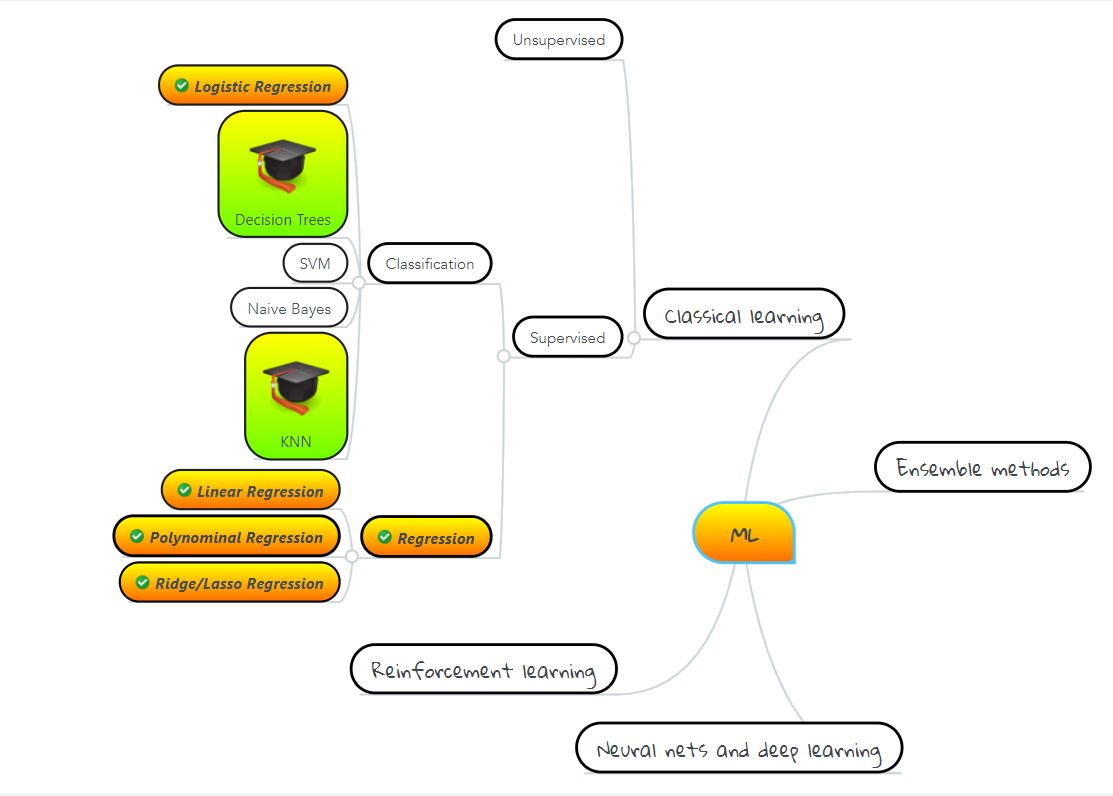 Unsupervised
Logistic Regression
Decision Trees
SVM
Classification
Naive Bayes
Classical learning
Supervised
KNN
Ensemble methods
Linear Regression
Polynominal Regression
Regression
ML
Ridge/Lasso Regression
Reinforcement learning
Neural nets and deep learning